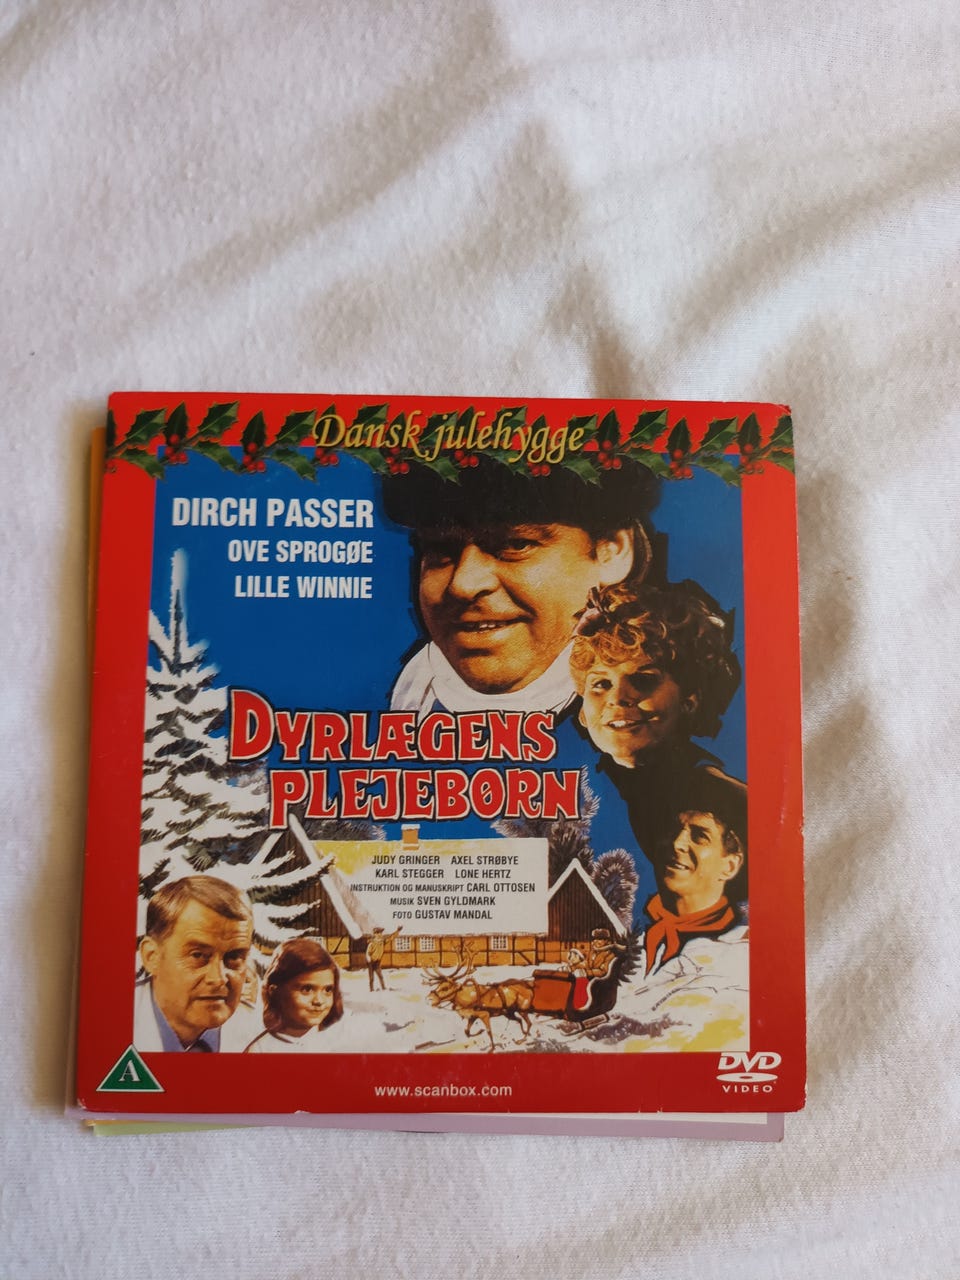 Dansk julehygge
DIRCH PASSER
OVE SPROGØE
LILLE WINNIE
DYRLÆGENS
PLEJEBØRN
JUDY GRINGER AXEL STRØBYE
KARL STEGGER LONE HERTZ
INSTRUKTION OG MANUSKRIPT CARL OTTOSEN
MUSIK SVEN GYLDMARK
FOTO GUSTAV MANDAL
A
www.scanbox.com
DVD
VIDEO